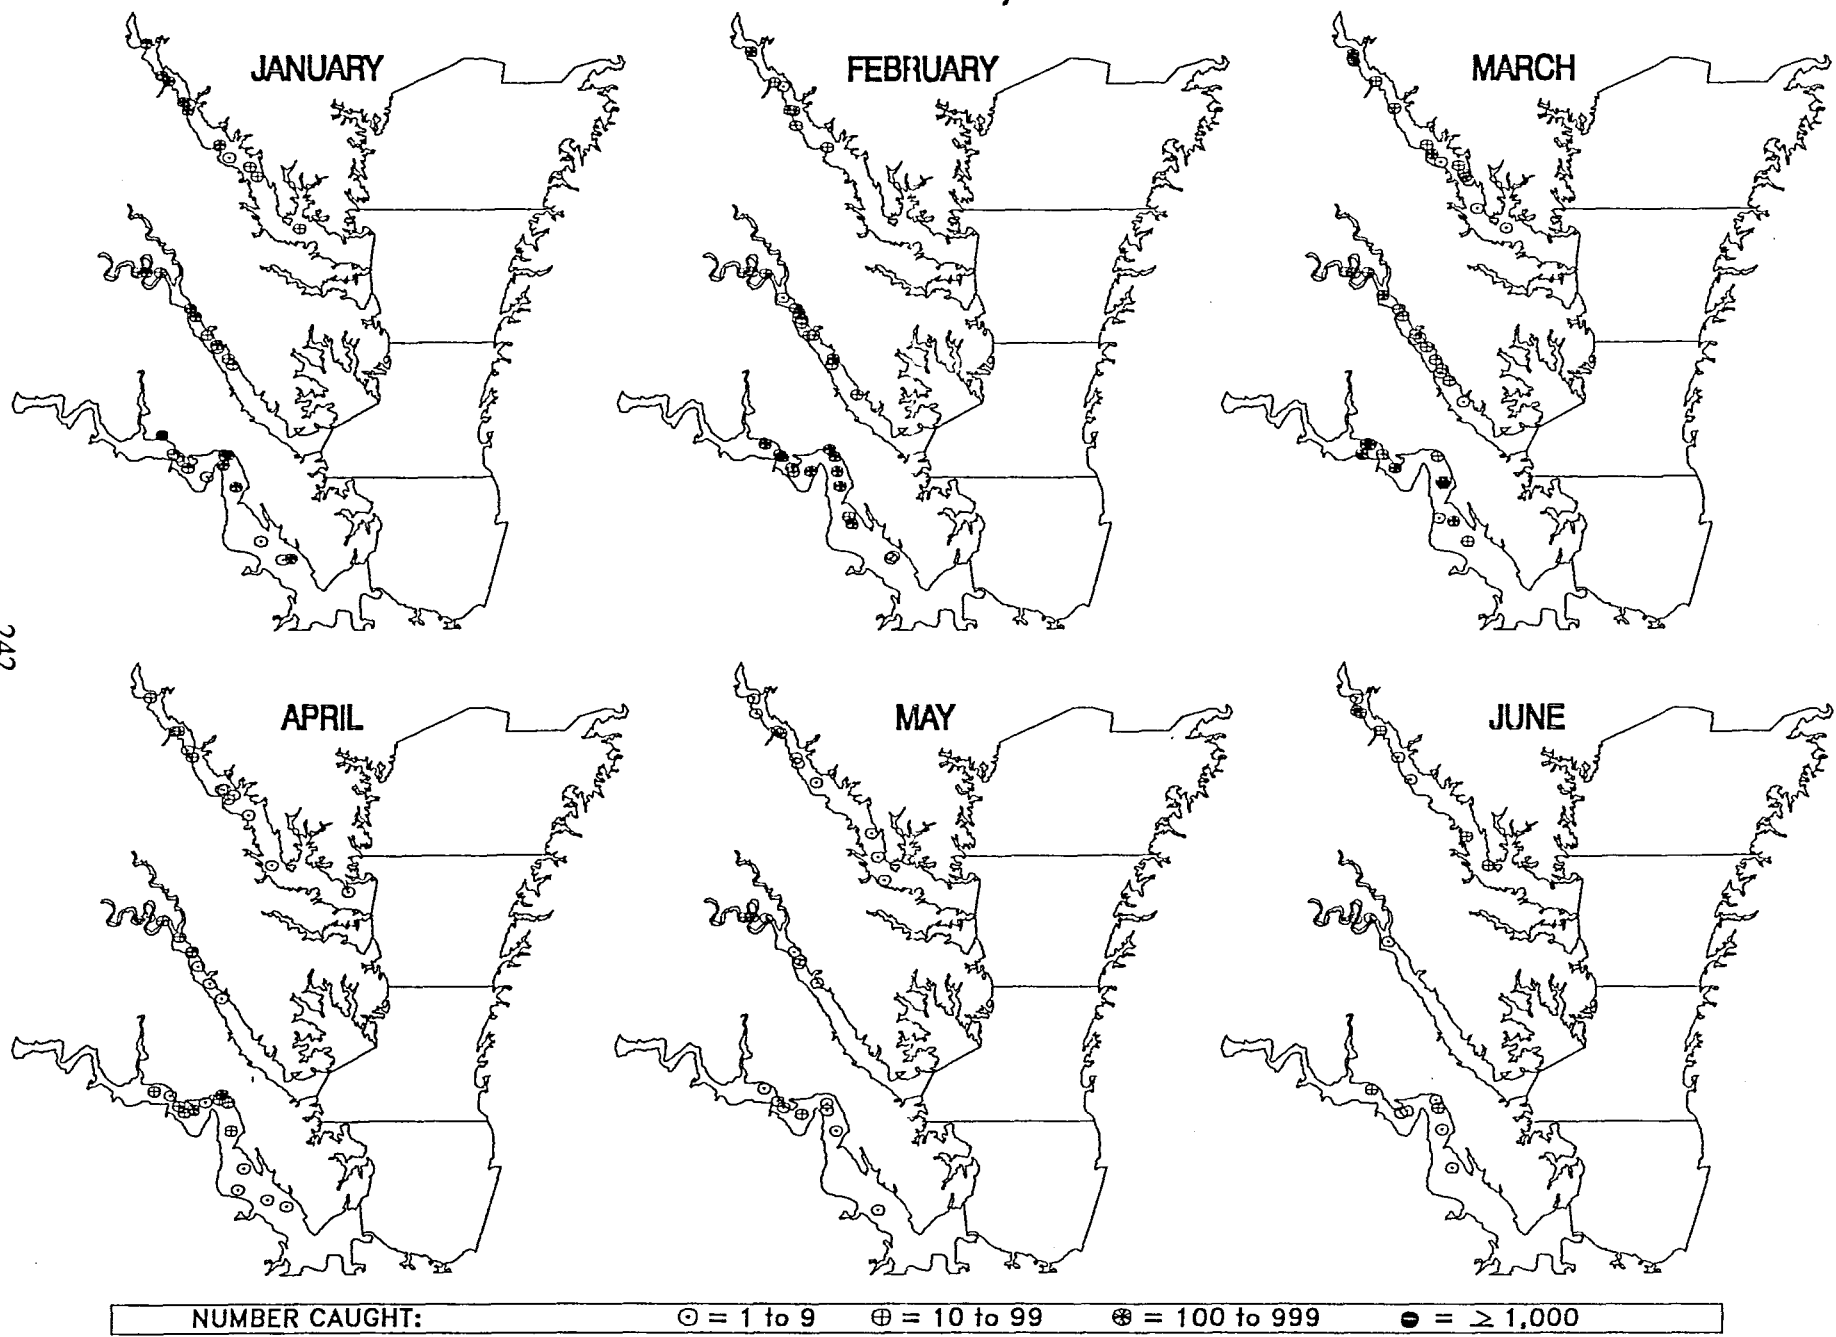 JANUARY
FEBRUARY
MARCH
242
APRIL
MAY
JUNE
NUMBER CAUGHT: ⊙ = 1 to 9 ⊕ = 10 to 99 ⊛ = 100 to 999 ⊖ = ≥ 1,000